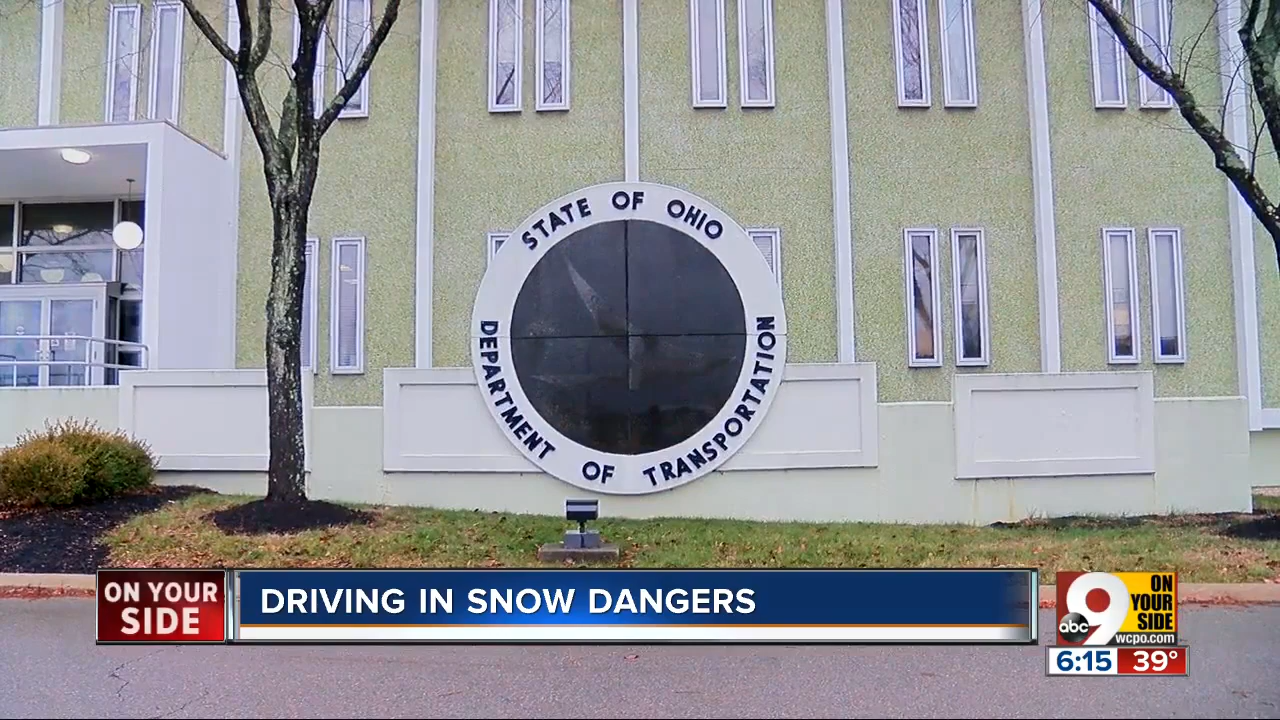 STATE OF OHIO
DEPARTMENT OF TRANSPORTATION
ON YOUR
SIDE
DRIVING IN SNOW DANGERS
abc 9
ON
YOUR
SIDE
wcpo.com
6:15 39°